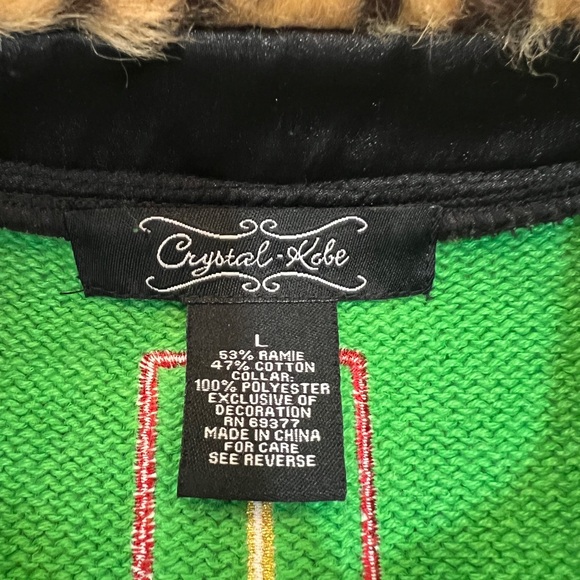 Crystal · Kobe
L
53% RAMIE
47% COTTON
COLLAR:
100% POLYESTER
EXCLUSIVE OF
DECORATION
RN 69377
MADE IN CHINA
FOR CARE
SEE REVERSE